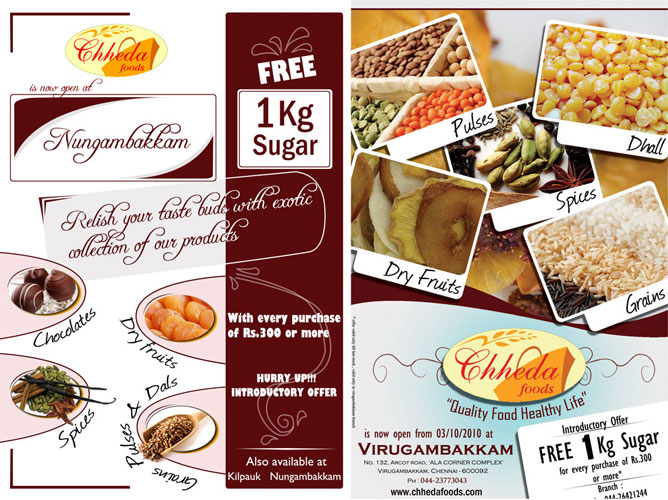 Chheda
foods
is now open at
Nungambakkam
FREE
1Kg
Sugar
Relish your taste buds with exotic
collection of our products
Chocolates
Dryfruits
Spices
Grains Pulses & Dals
With every purchase
of Rs.300 or more
HURRY UP!!!
INTRODUCTORY OFFER
Also available at
Kilpauk Nungambakkam
Pulses
Dhall
Spices
Dry Fruits
Grains
Chheda
foods
"Quality Food Healthy Life"
is now open from 03/10/2010 at
VIRUGAMBAKKAM
No. 132, ARCOT ROAD, 'ALA CORNER COMPLEX'
VIRUGAMBAKKAM, CHENNAI - 600092
PH : 044-23773043
www.chhedafoods.com
Introductory Offer
FREE 1 Kg Sugar
for every purchase of Rs.300
or more*
Branch :
044-26421244